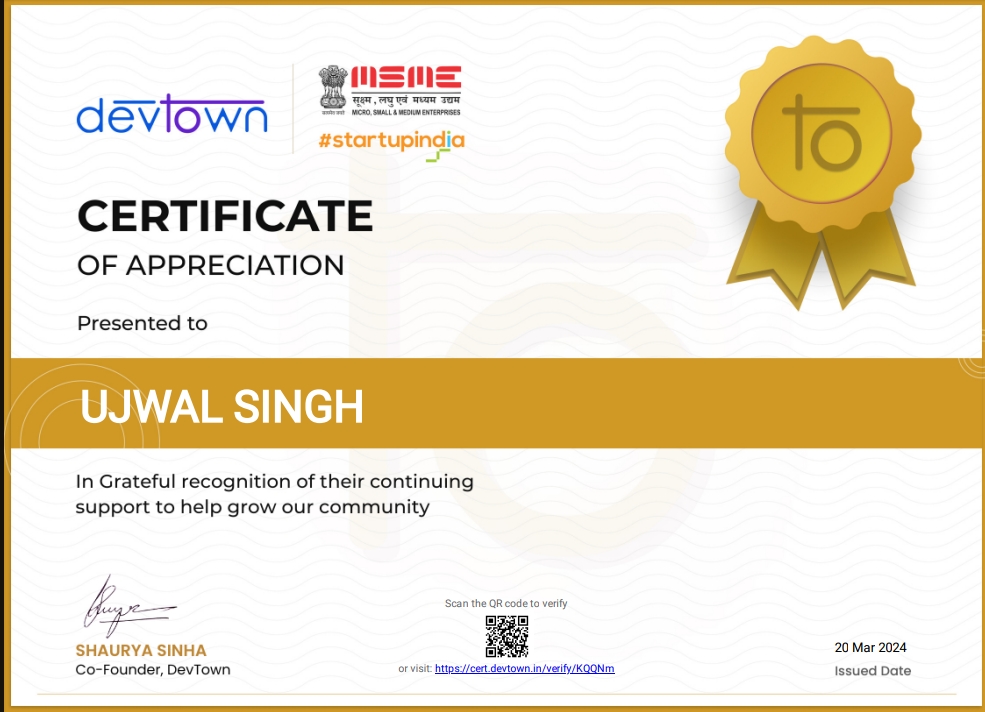 devtown
MSME
सूक्ष्म, लघु एवं मध्यम उद्यम
MICRO, SMALL & MEDIUM ENTERPRISES
#startupindia
to
CERTIFICATE
OF APPRECIATION
Presented to
UJWAL SINGH
In Grateful recognition of their continuing
support to help grow our community
SHAURYA SINHA
Co-Founder, DevTown
Scan the QR code to verify
or visit: https://cert.devtown.in/verify/KQQNm
20 Mar 2024
Issued Date